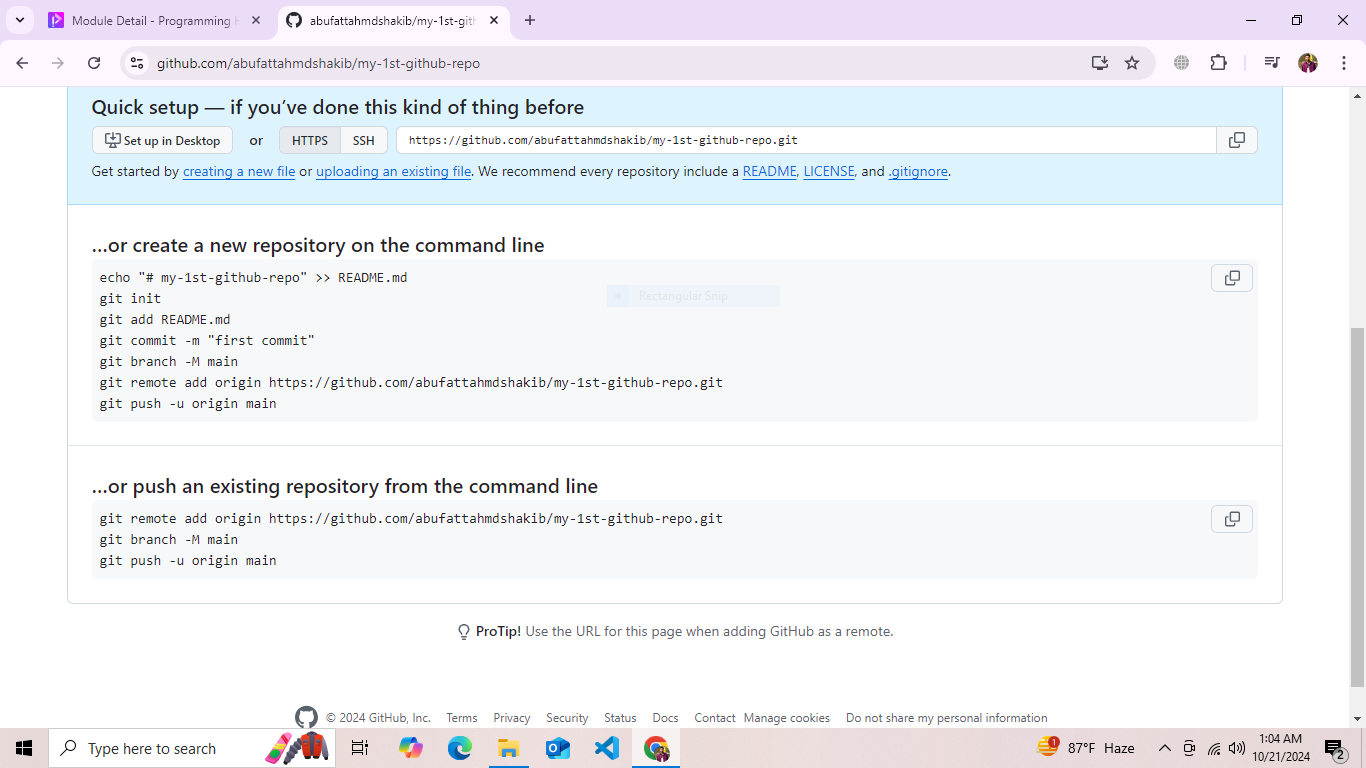 Module Detail - Programming H
abufattahmdshakib/my-1st-gith
github.com/abufattahmdshakib/my-1st-github-repo
Quick setup — if you’ve done this kind of thing before
Set up in Desktop or HTTPS SSH https://github.com/abufattahmdshakib/my-1st-github-repo.git
Get started by creating a new file or uploading an existing file. We recommend every repository include a README, LICENSE, and .gitignore.
…or create a new repository on the command line
echo "# my-1st-github-repo" >> README.md
Rectangular Snip
git init
git add README.md
git commit -m "first commit"
git branch -M main
git remote add origin https://github.com/abufattahmdshakib/my-1st-github-repo.git
git push -u origin main
…or push an existing repository from the command line
git remote add origin https://github.com/abufattahmdshakib/my-1st-github-repo.git
git branch -M main
git push -u origin main
ProTip! Use the URL for this page when adding GitHub as a remote.
© 2024 GitHub, Inc. Terms Privacy Security Status Docs Contact Manage cookies Do not share my personal information
Type here to search
1
87°F Haze
1:04 AM
10/21/2024
2